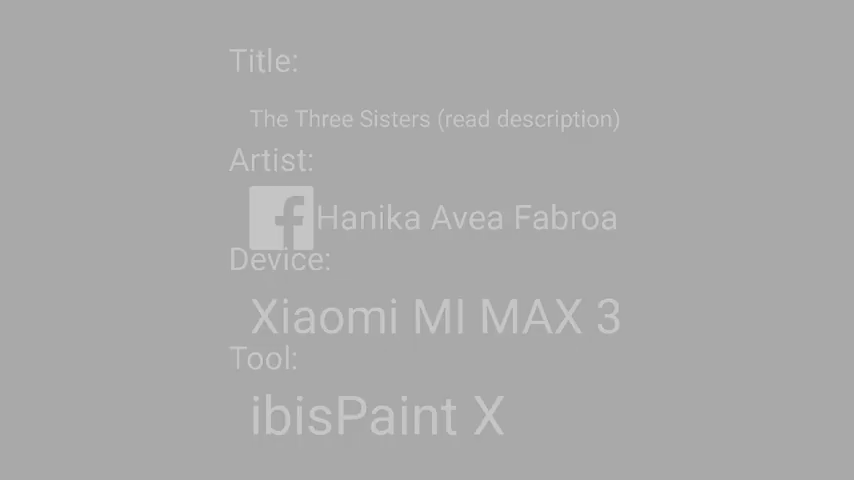 Title:
The Three Sisters (read description)
Artist:
Hanika Avea Fabroa
Device:
Xiaomi MI MAX 3
Tool:
ibisPaint X